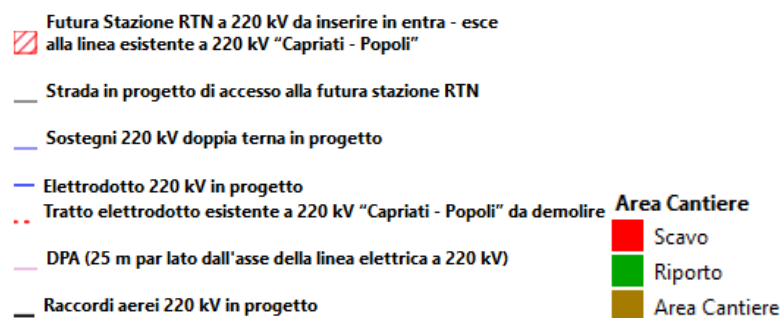 Futura Stazione RTN a 220 kV da inserire in entra - esce
alla linea esistente a 220 kV “Capriati - Popoli”
Strada in progetto di accesso alla futura stazione RTN
Sostegni 220 kV doppia terna in progetto
Elettrodotto 220 kV in progetto
Tratto elettrodotto esistente a 220 kV “Capriati - Popoli” da demolire
DPA (25 m par lato dall'asse della linea elettrica a 220 kV)
Raccordi aerei 220 kV in progetto
Area Cantiere
Scavo
Riporto
Area Cantiere